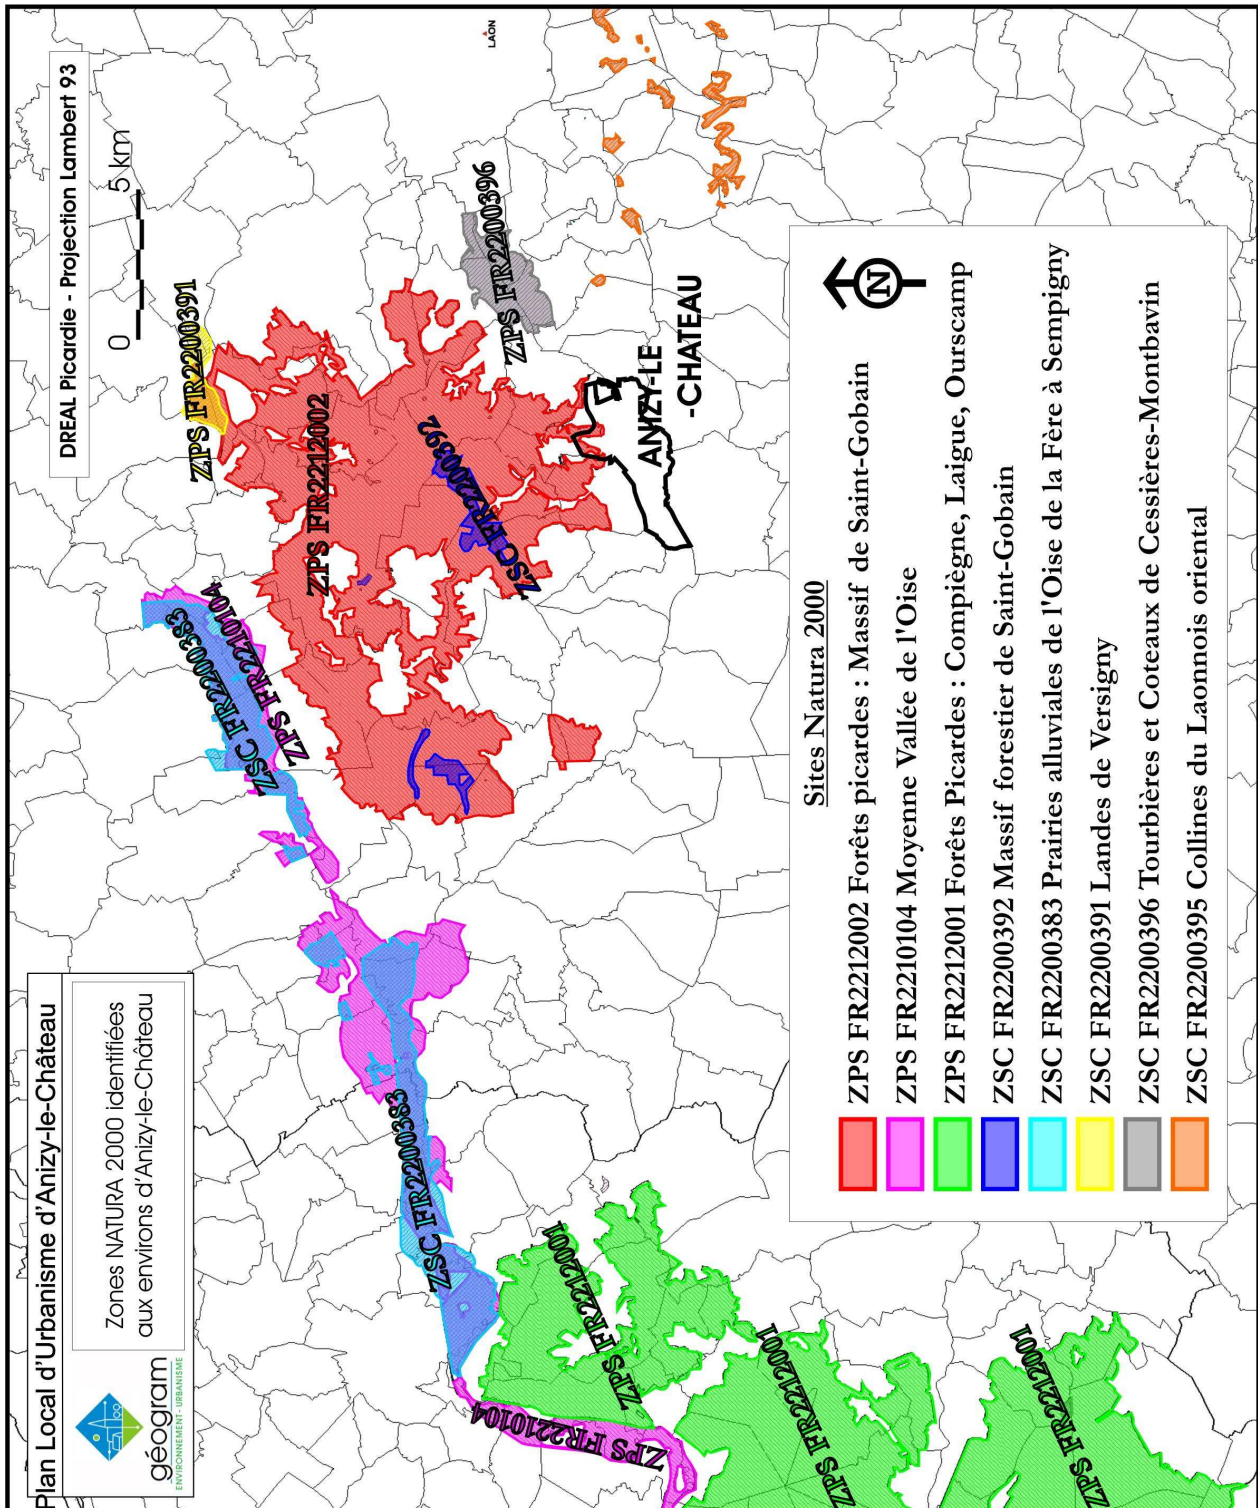 Plan Local d'Urbanisme d'Anizy-le-Château
Zones NATURA 2000 identifiées
aux environs d'Anizy-le-Château
géogram
ENVIRONNEMENT - URBANISME
DREAL Picardie - Projection Lambert 93
0 5 km
LAON
ZPS FR2200391
ZPS FR2212002
ZSC FR2200383
ZPS FR2210104
ZSC FR2200392
ZPS FR2200396
ANIZY-LE
-CHATEAU
ZSC FR2200383
ZPS FR2210104
ZPS FR2212001
ZPS FR2212001
ZPS FR2212001
Sites Natura 2000
ZPS FR2212002 Forêts picardes : Massif de Saint-Gobain
ZPS FR2210104 Moyenne Vallée de l'Oise
ZPS FR2212001 Forêts Picardes : Compiègne, Laigue, Ourscamp
ZSC FR2200392 Massif forestier de Saint-Gobain
ZSC FR2200383 Prairies alluviales de l'Oise de la Fère à Sempigny
ZSC FR2200391 Landes de Versigny
ZSC FR2200396 Tourbières et Coteaux de Cessières-Montbavin
ZSC FR2200395 Collines du Laonnois oriental
N